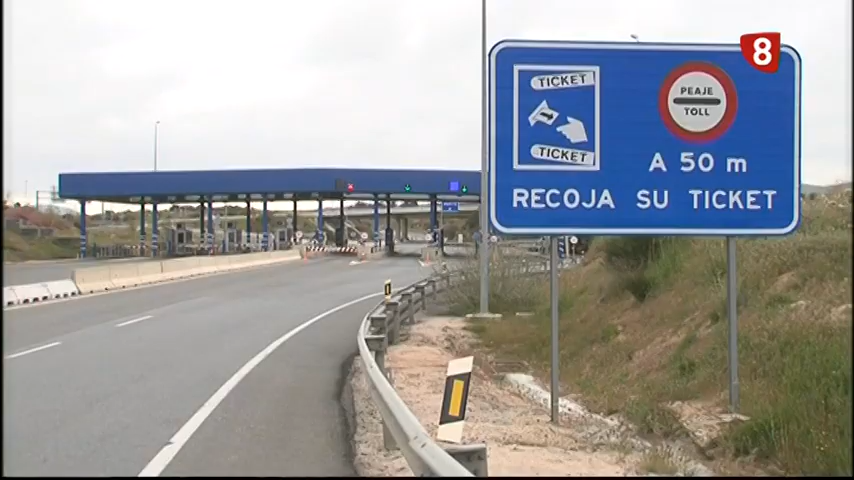 8
TICKET
TICKET
PEAJE
TOLL
A 50 m
RECOJA SU TICKET